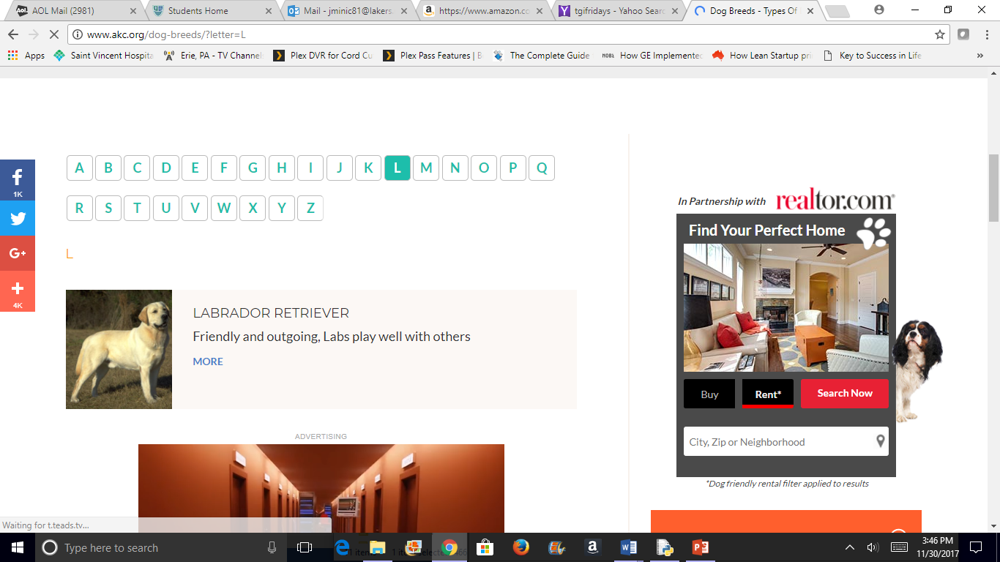 AOL Mail (2981)
Students Home
Mail - jminic81@lakers.
https://www.amazon.co
tgifridays - Yahoo Searc
Dog Breeds - Types Of
www.akc.org/dog-breeds/?letter=L
Apps
Saint Vincent Hospita
Erie, PA - TV Channel
Plex DVR for Cord Cu
Plex Pass Features | B
The Complete Guide
How GE Implemented
How Lean Startup pri
Key to Success in Life
A B C D E F G H I J K L M N O P Q
R S T U V W X Y Z
1K
G+
4K
L
LABRADOR RETRIEVER
Friendly and outgoing, Labs play well with others
MORE
ADVERTISING
In Partnership with realtor.com®
Find Your Perfect Home
Buy Rent* Search Now
City, Zip or Neighborhood
*Dog friendly rental filter applied to results
Waiting for t.teads.tv...
Type here to search
3:46 PM
11/30/2017